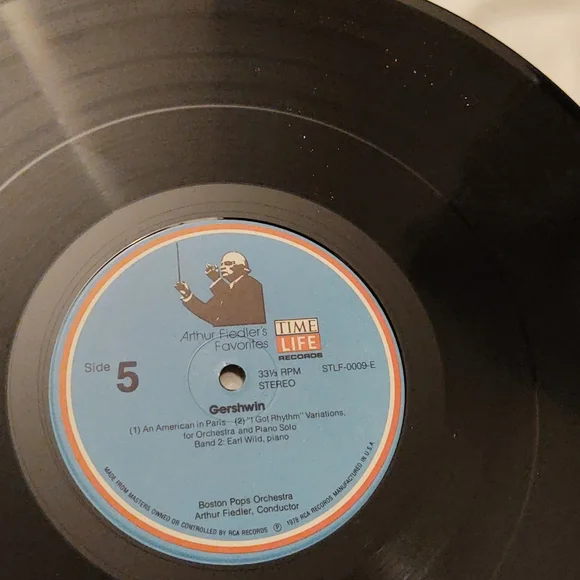 Arthur Fiedler's
Favorites
TIME
LIFE
RECORDS
Side 5
33⅓ RPM
STEREO
STLF-0009-E
Gershwin
(1) An American in Paris—(2) "I Got Rhythm" Variations,
for Orchestra and Piano Solo
Band 2: Earl Wild, piano
Boston Pops Orchestra
Arthur Fiedler, Conductor
MADE FROM MASTERS OWNED OR CONTROLLED BY RCA RECORDS ℗ 1978 RCA RECORDS MANUFACTURED IN U.S.A.